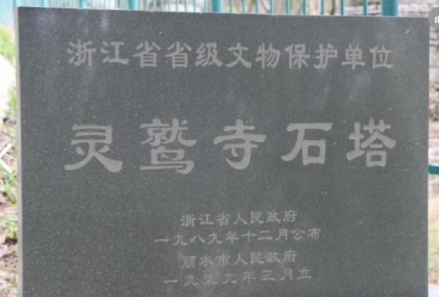 浙江省省级文物保护单位
灵鹫寺石塔
浙江省人民政府
一九八九年十二月公布
丽水市人民政府
一九九九年三月立